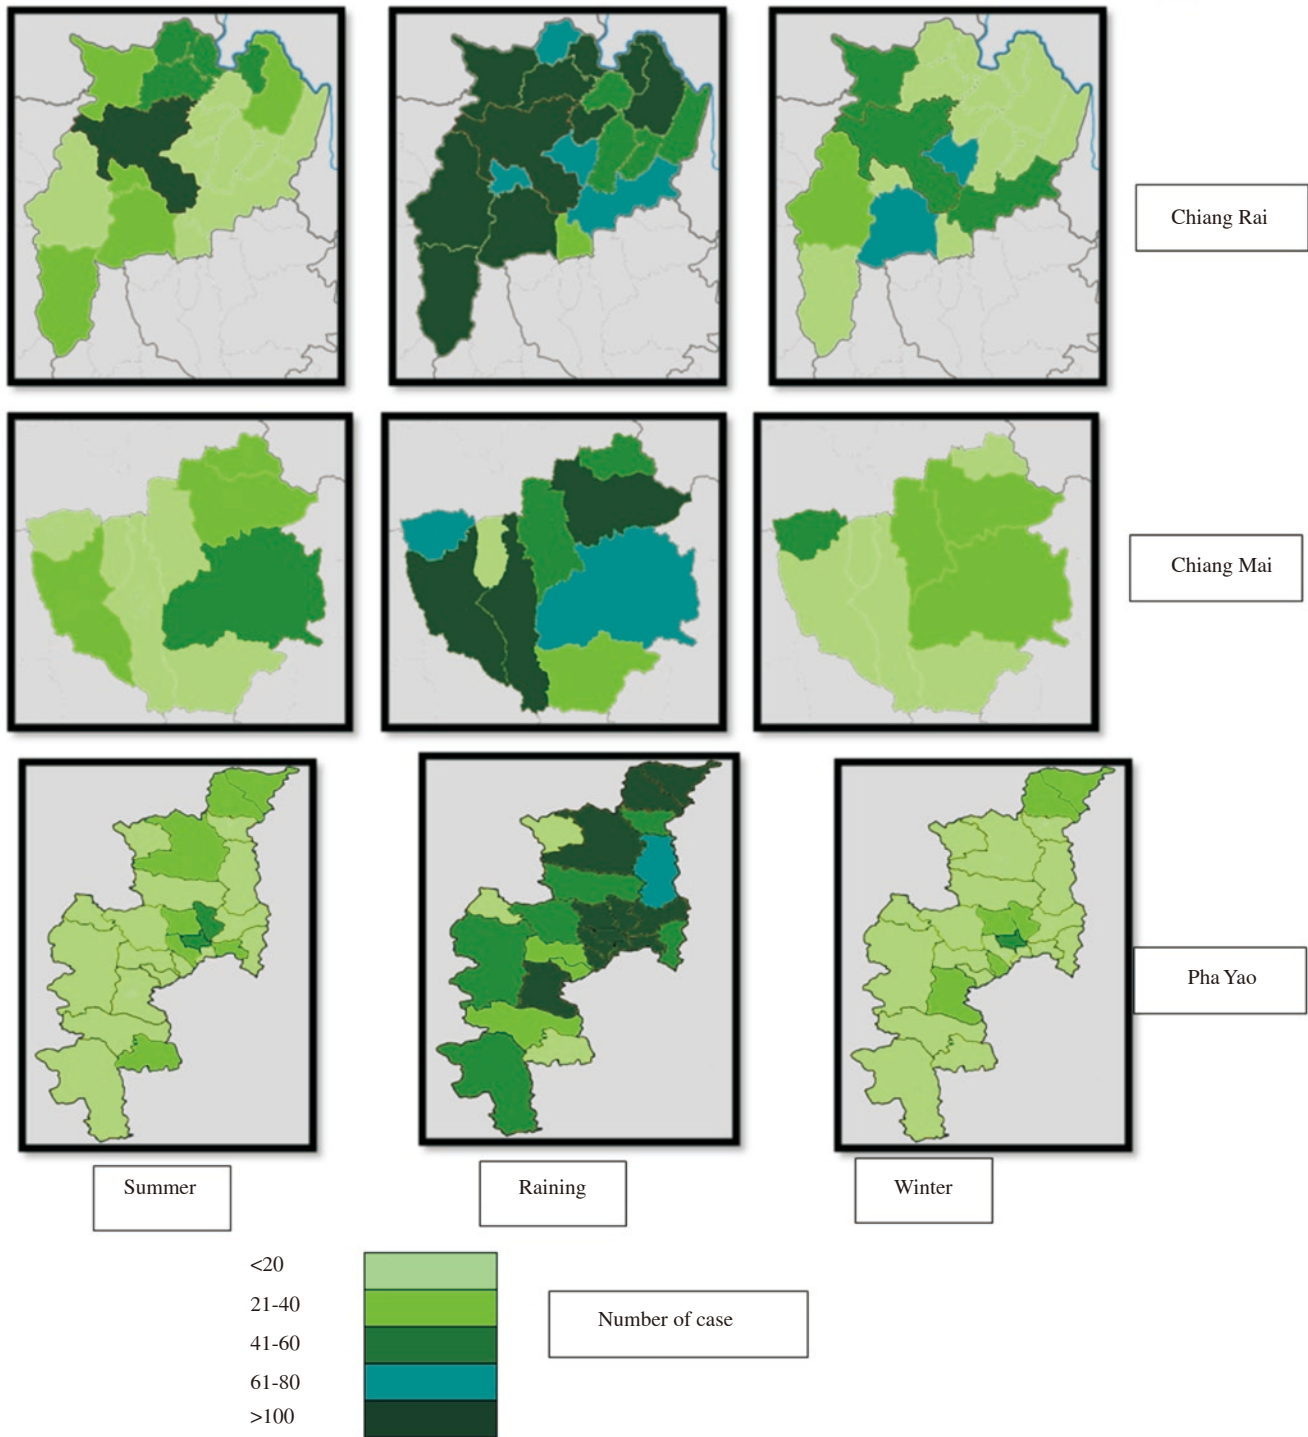 Chiang Rai
Chiang Mai
Pha Yao
Summer
Raining
Winter
<20
21-40
41-60
61-80
>100
Number of case